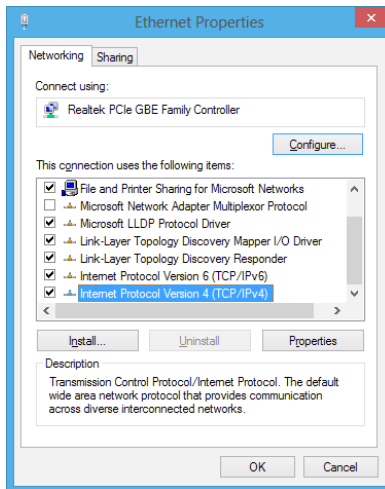 Ethernet Properties
Networking
Sharing
Connect using:
Realtek PCIe GBE Family Controller
Configure...
This connection uses the following items:
File and Printer Sharing for Microsoft Networks
Microsoft Network Adapter Multiplexor Protocol
Microsoft LLDP Protocol Driver
Link-Layer Topology Discovery Mapper I/O Driver
Link-Layer Topology Discovery Responder
Internet Protocol Version 6 (TCP/IPv6)
Internet Protocol Version 4 (TCP/IPv4)
Install...
Uninstall
Properties
Description
Transmission Control Protocol/Internet Protocol. The default
wide area network protocol that provides communication
across diverse interconnected networks.
OK
Cancel